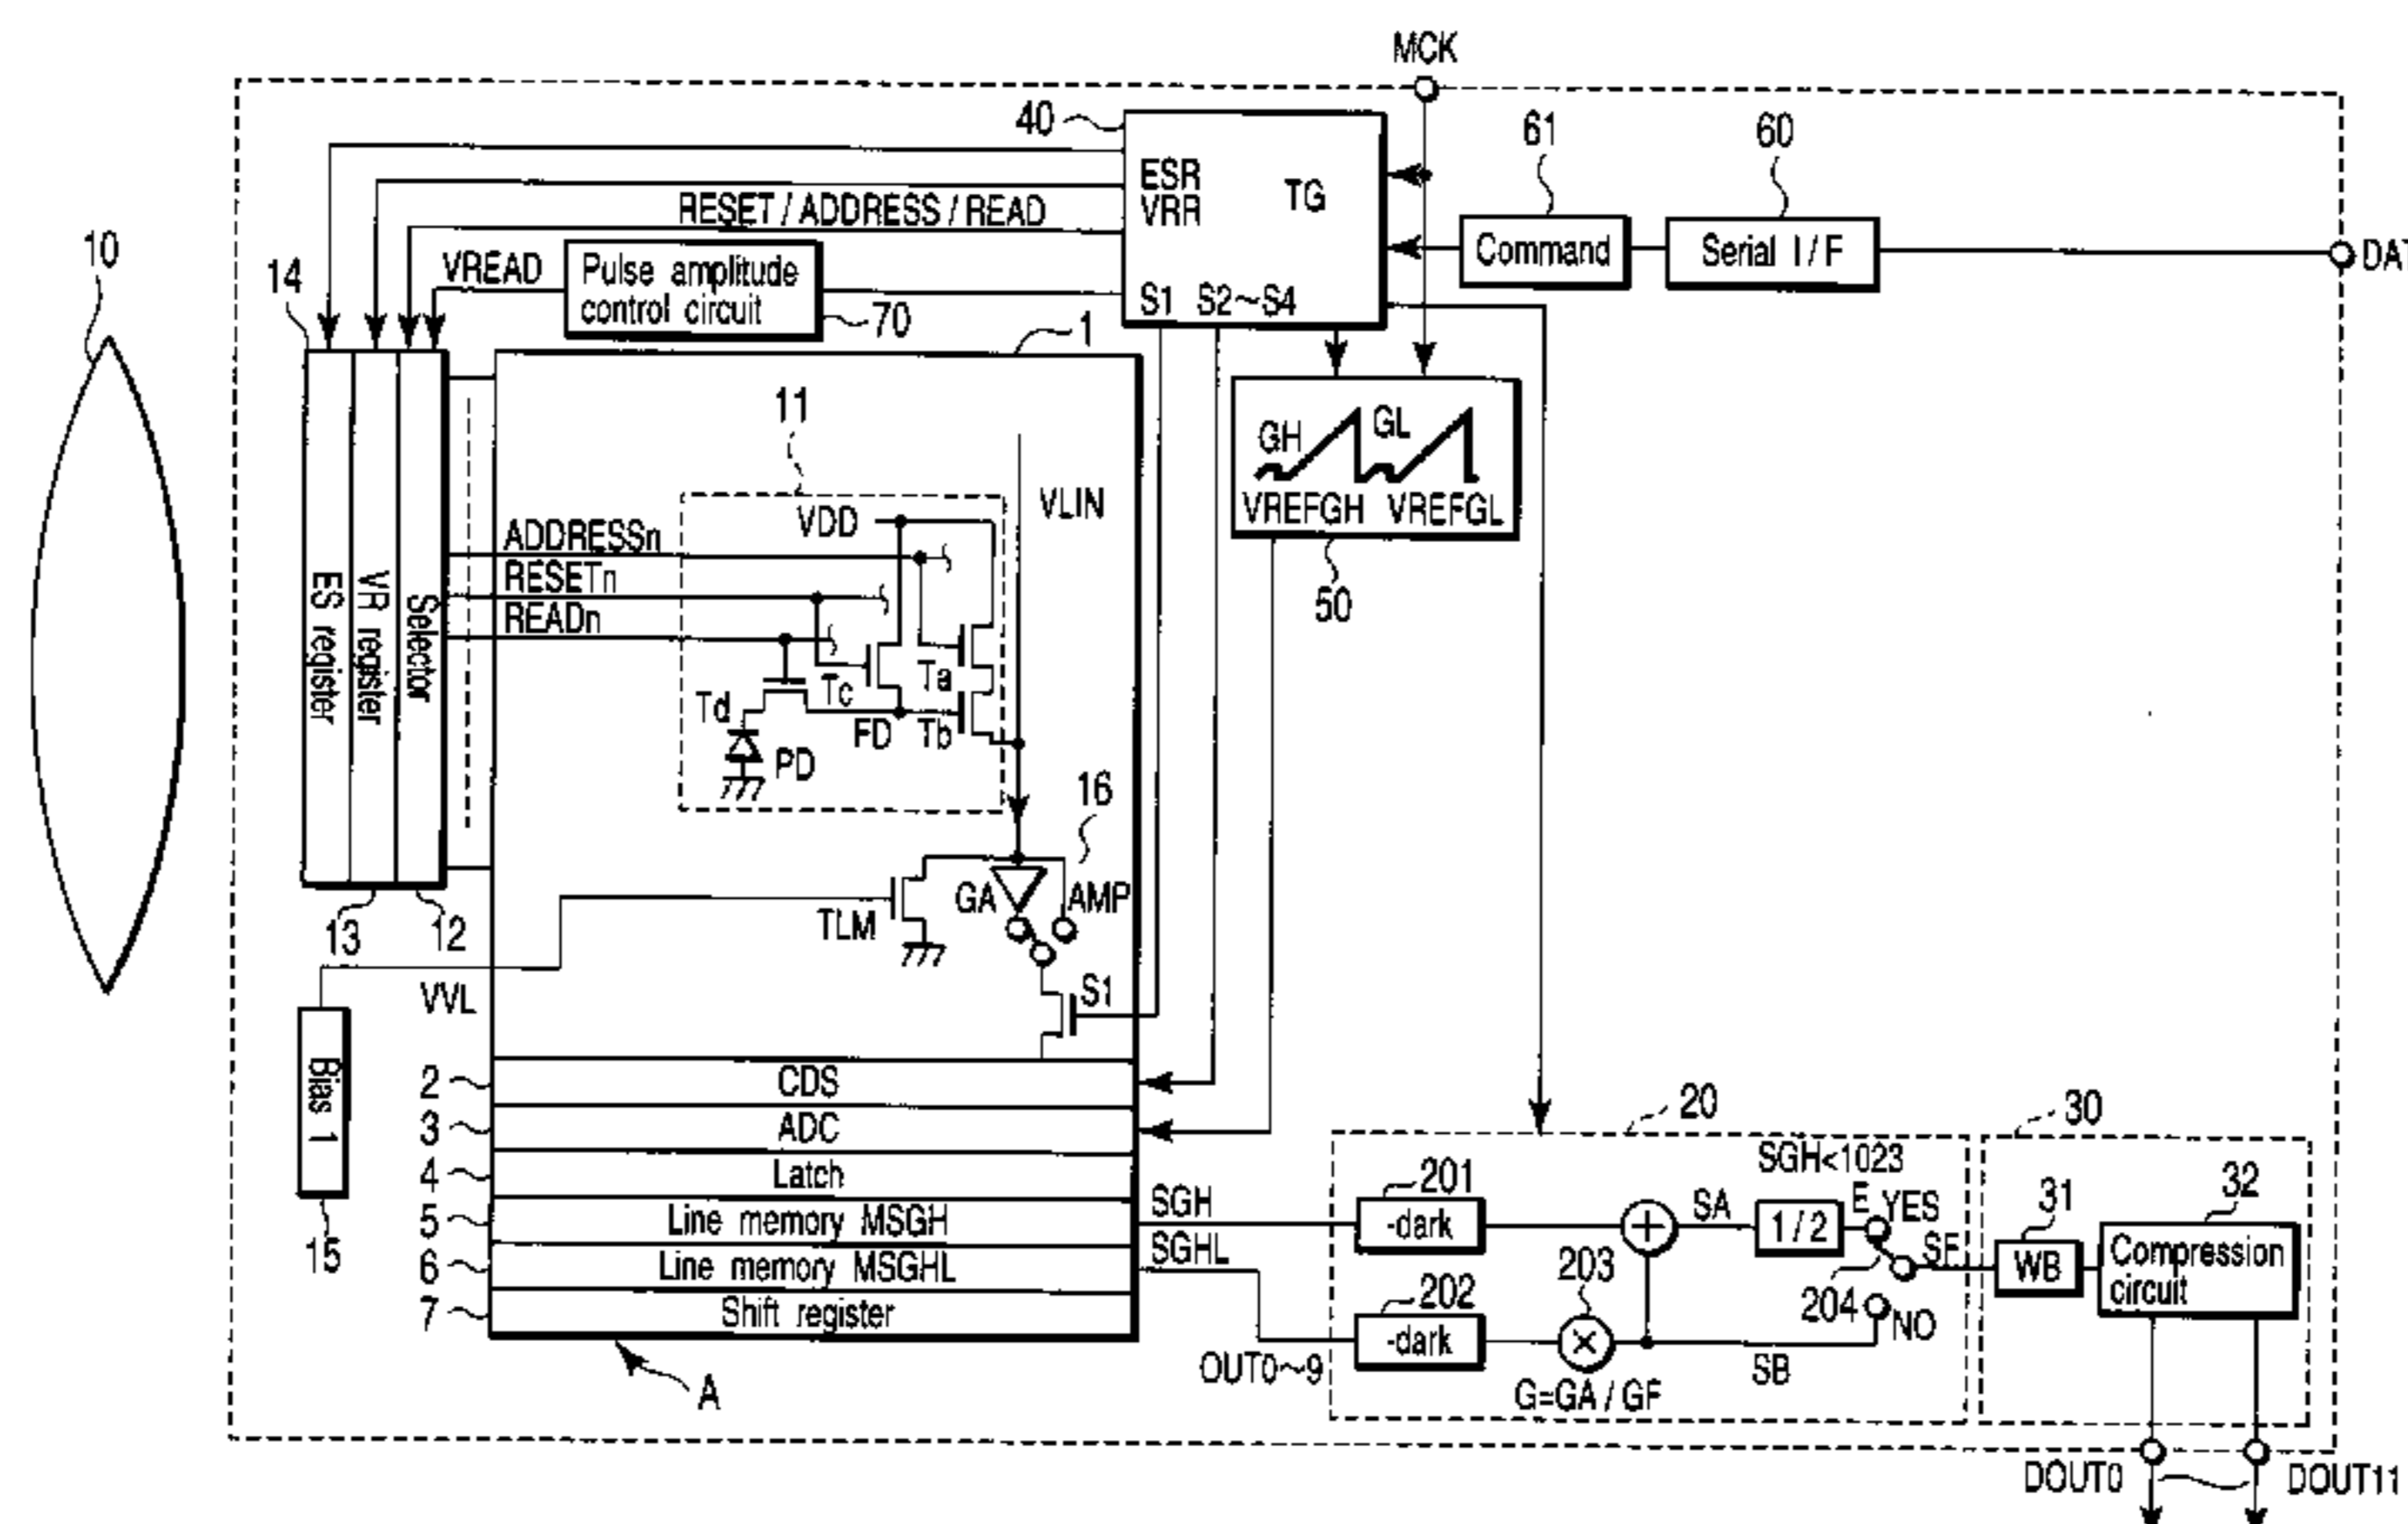 MCK
40
61
60
ESR
VRR
TG
RESET / ADDRESS / READ
Command
Serial I / F
10
14
VREAD
Pulse amplitude
control circuit
70
S1 S2~S4
1
11
GH
GL
VREFGH VREFGL
50
VDD
VLIN
ADDRESSn
RESETn
READn
ES register
VR register
Selector
Ta
Tc
Td
FD
Tb
PD
16
GA
AMP
TLM
13
12
VVL
S1
Bias 1
15
2
CDS
3
ADC
4
Latch
5
Line memory MSGH
6
Line memory MSGHL
7
Shift register
A
SGH
SGHL
OUT0~9
20
30
201
-dark
202
-dark
203
G=GA / GF
SA
SB
1 / 2
SGH<1023
E
YES
SF
204
NO
31
WB
32
Compression
circuit
DOUT0
DOUT11